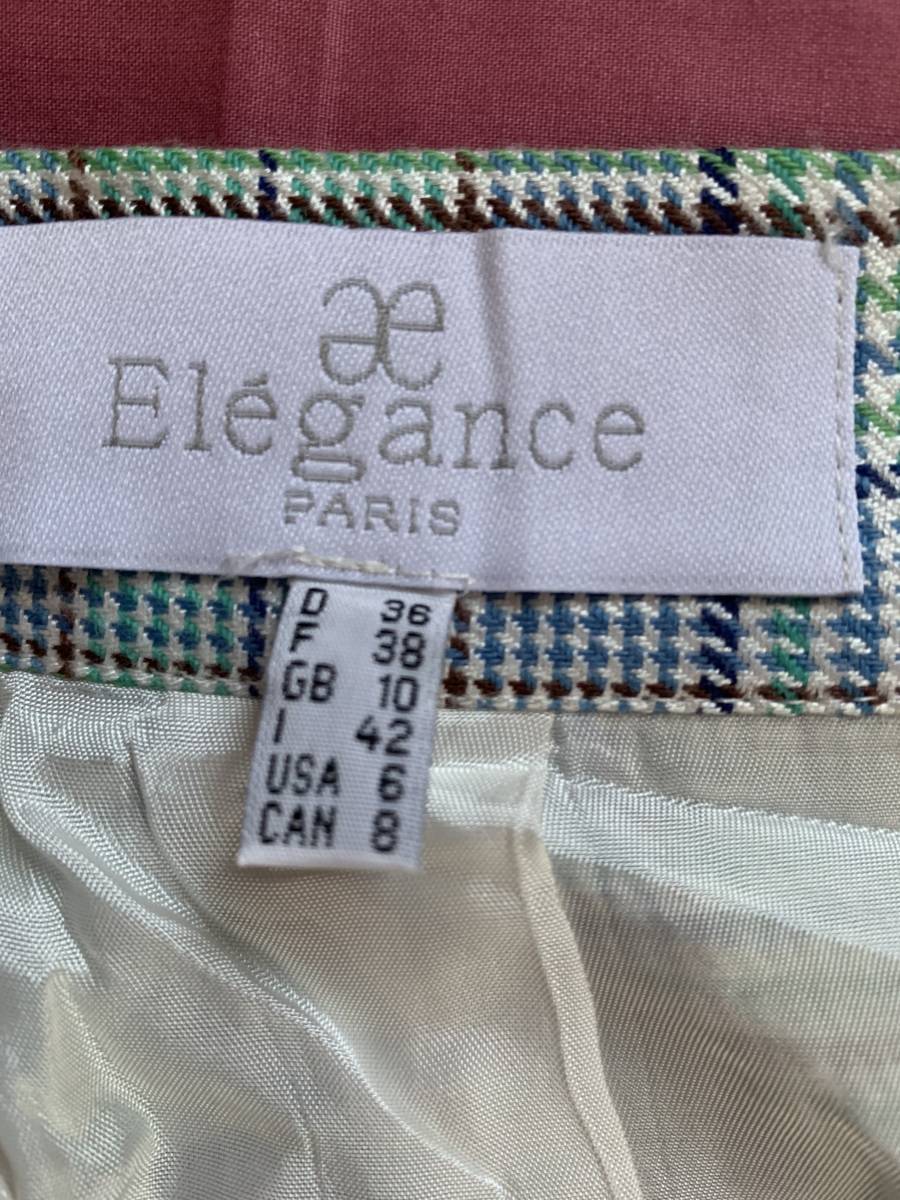 æ
Elégance
PARIS
D 36
F 38
GB 10
I 42
USA 6
CAN 8